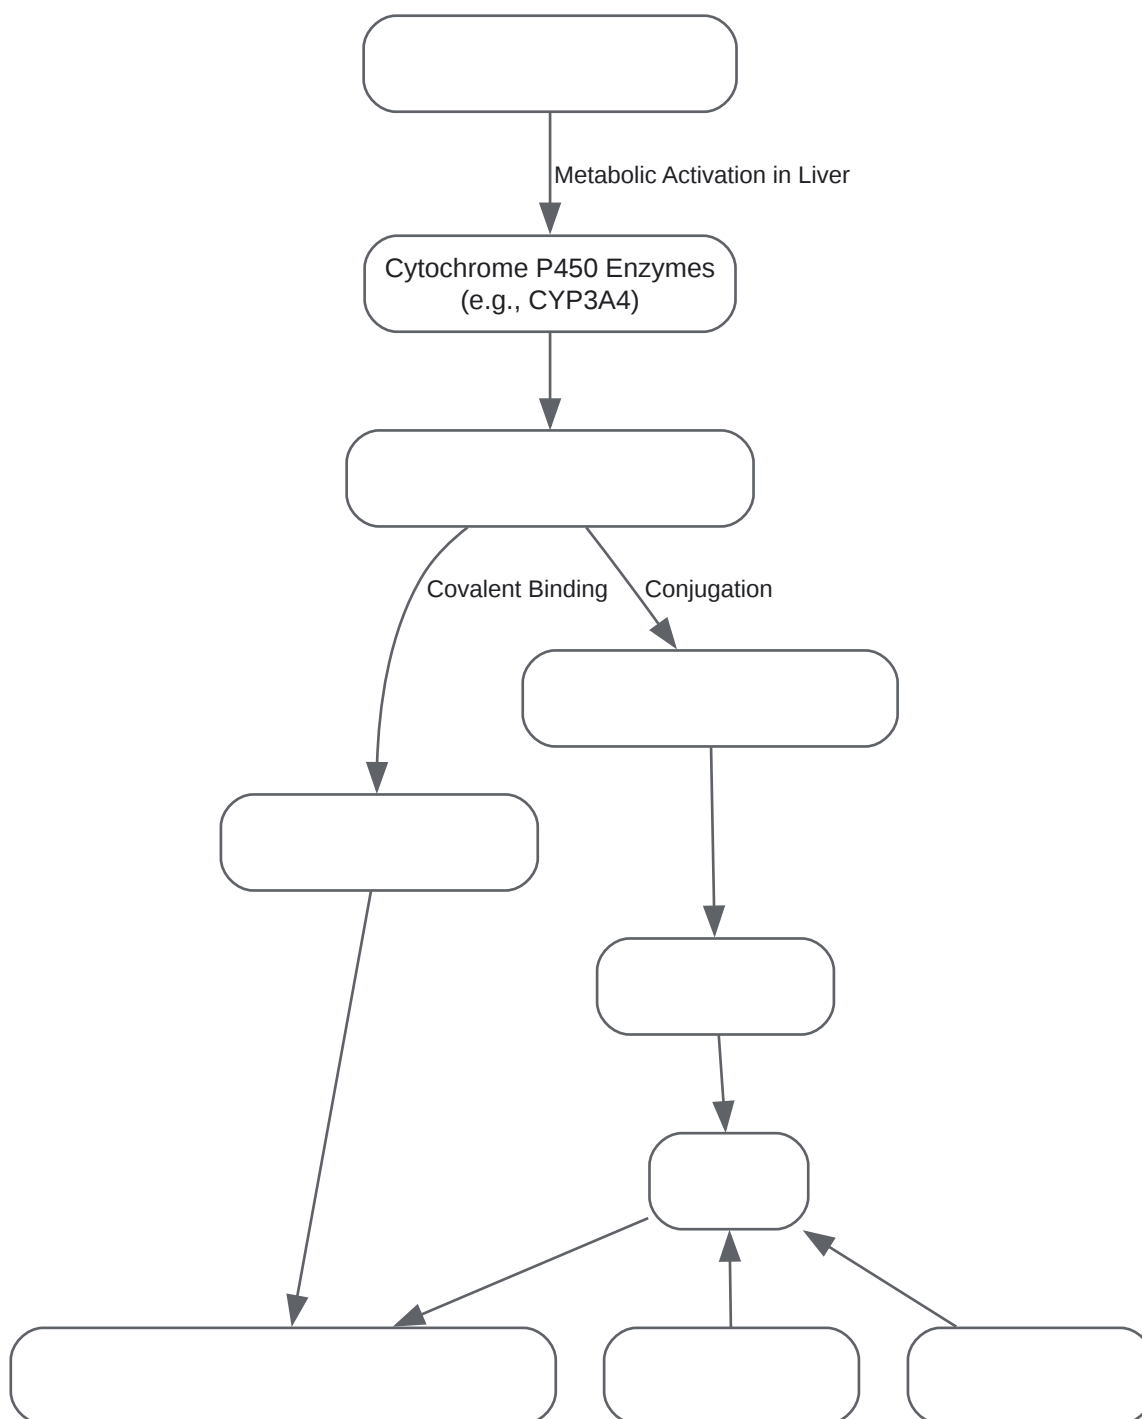 Metabolic Activation in Liver
Cytochrome P450 Enzymes
(e.g., CYP3A4)
Covalent Binding
Conjugation